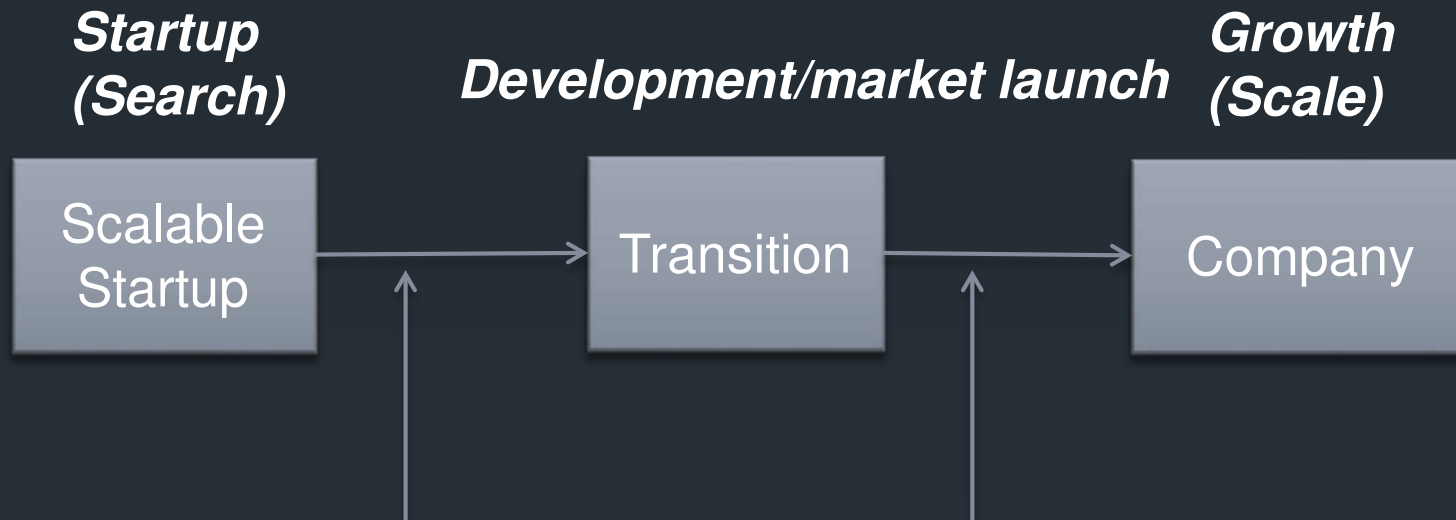 Startup
(Search)
Development/market launch
Growth
(Scale)
Scalable
Startup
Transition
Company